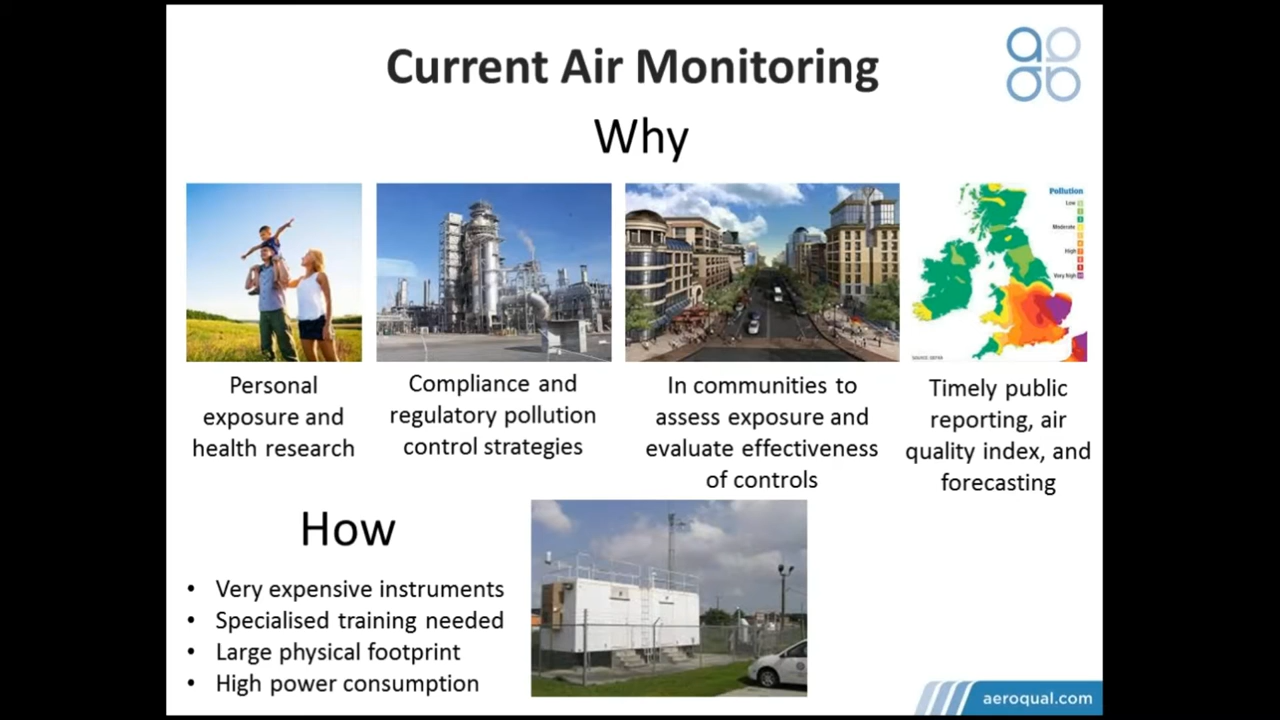 Current Air Monitoring
Why
Pollution
Low
Moderate
High
Very high
Personal
exposure and
health research
Compliance and
regulatory pollution
control strategies
In communities to
assess exposure and
evaluate effectiveness
of controls
Timely public
reporting, air
quality index, and
forecasting
How
• Very expensive instruments
• Specialised training needed
• Large physical footprint
• High power consumption
aeroqual.com